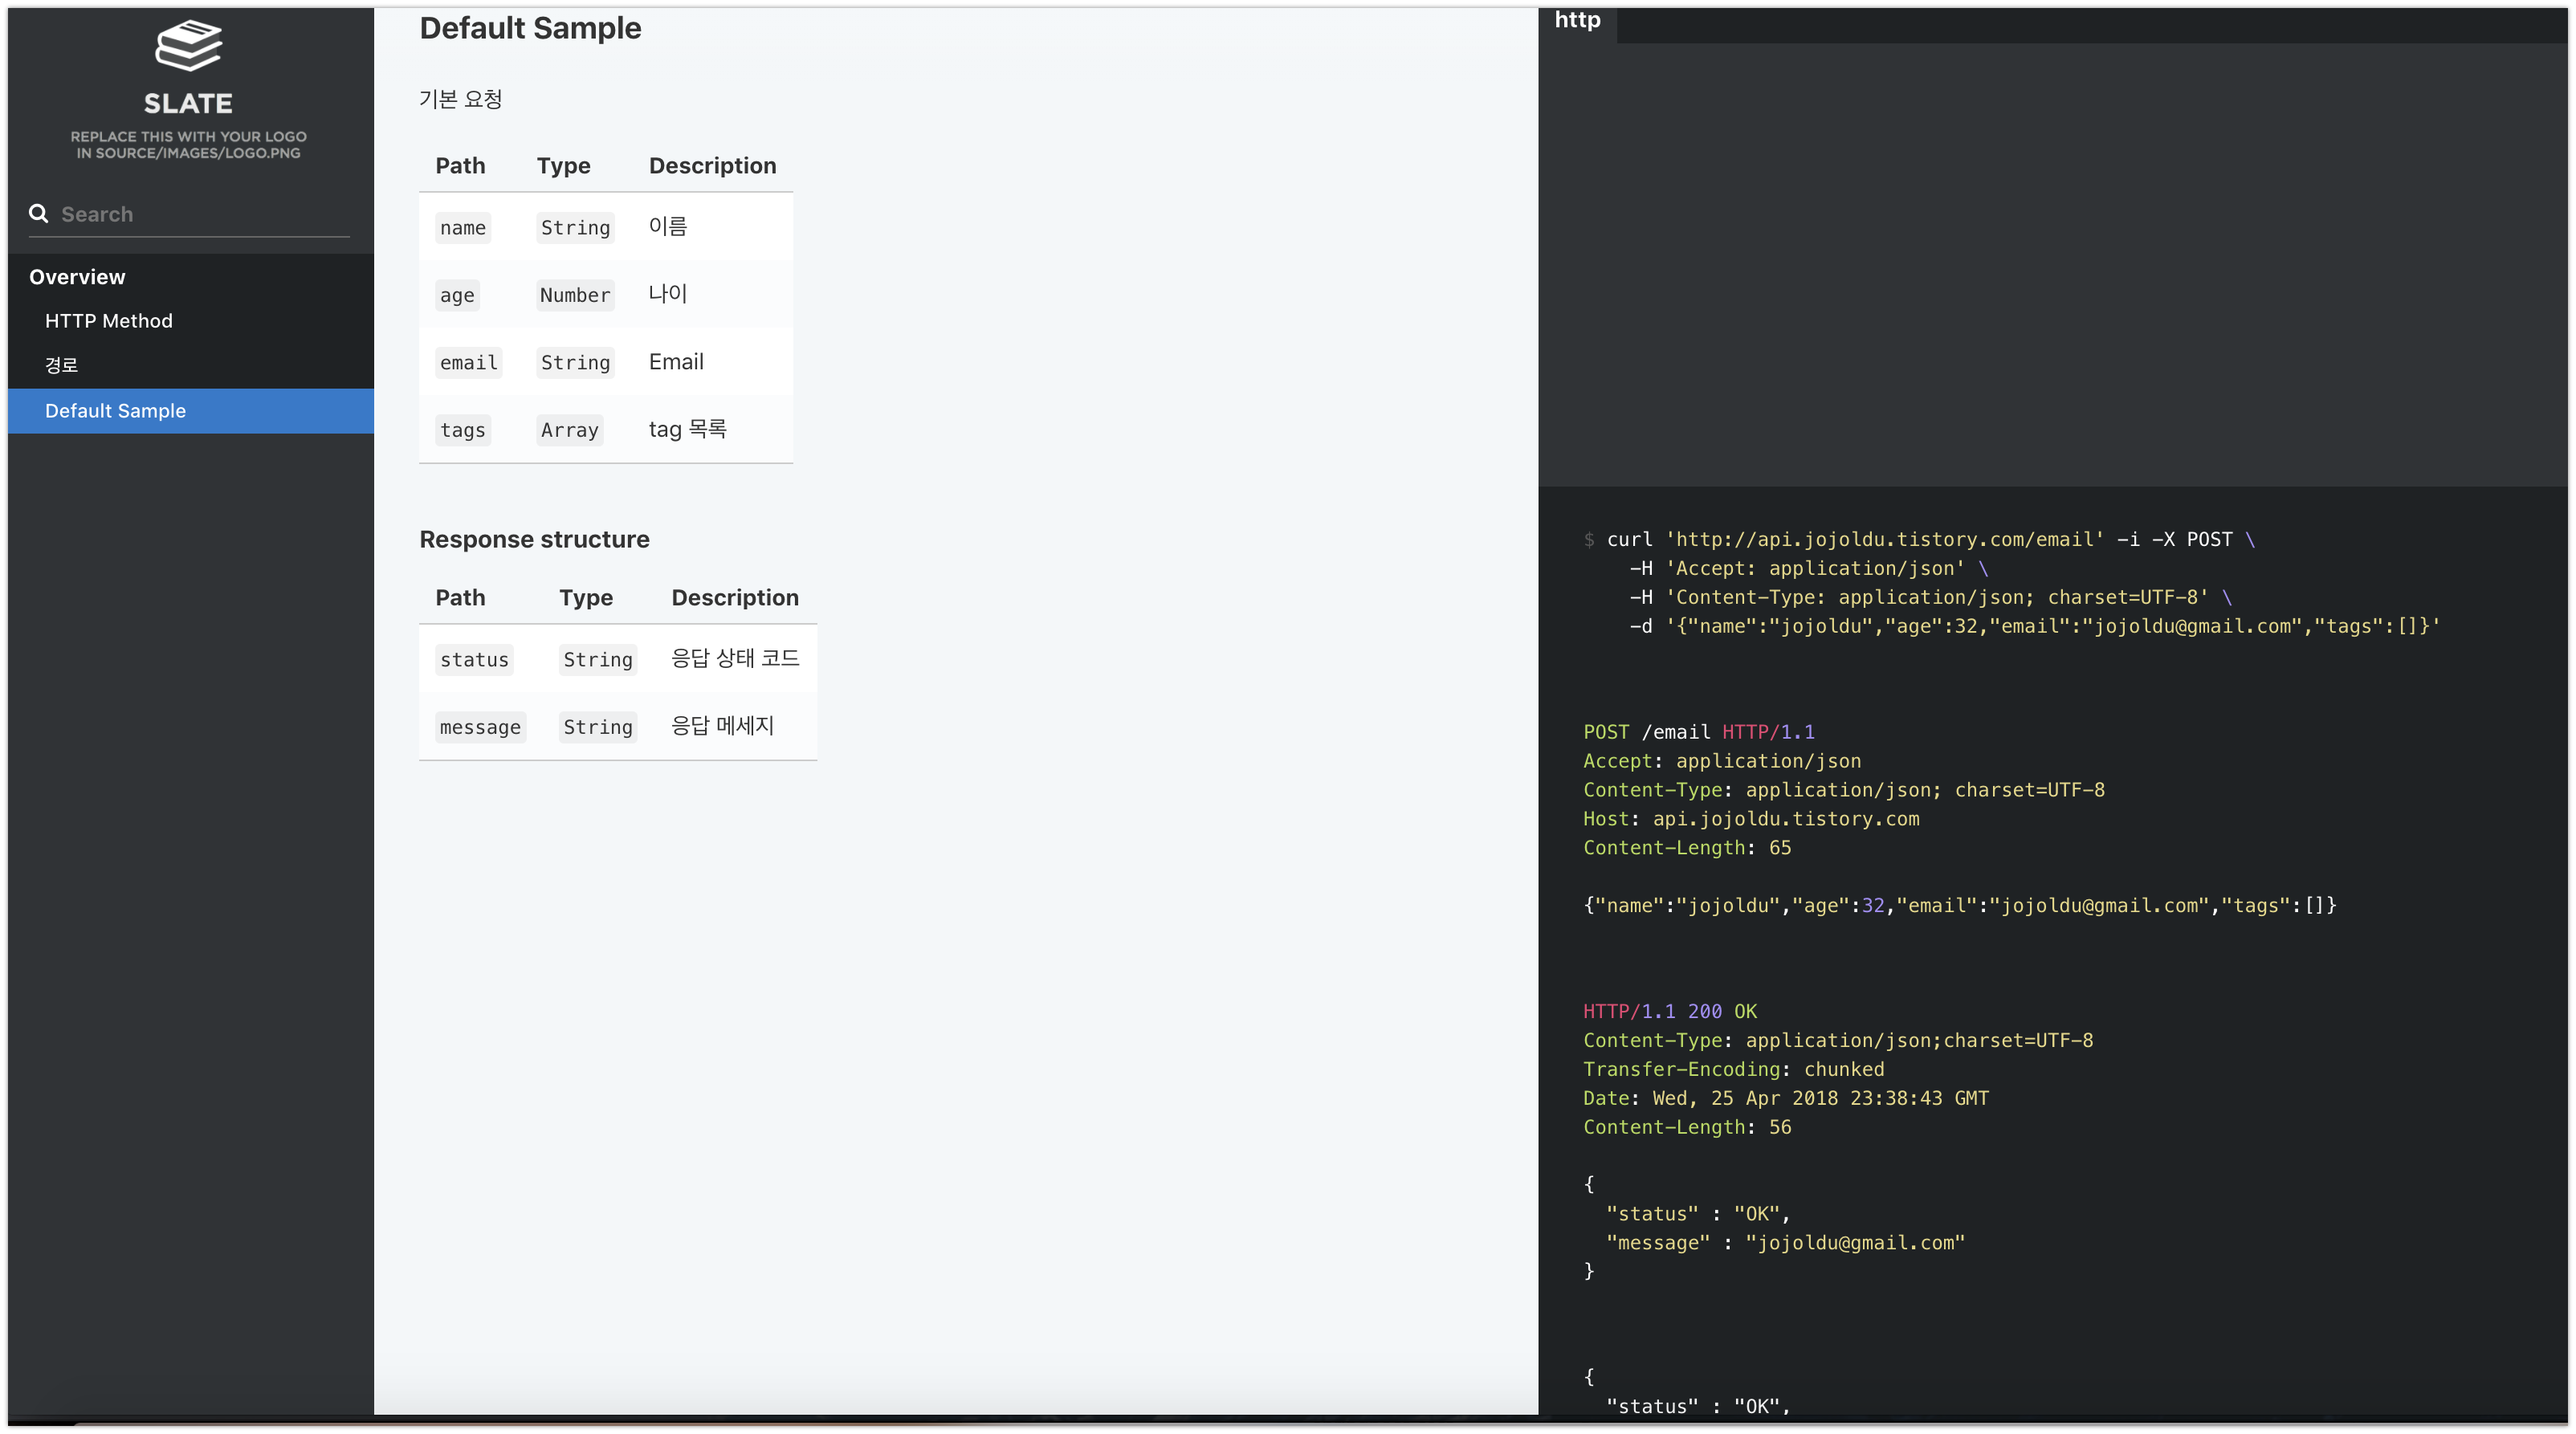 SLATE
REPLACE THIS WITH YOUR LOGO
IN SOURCE/IMAGES/LOGO.PNG
Search
Overview
HTTP Method
경로
Default Sample
Default Sample
기본 요청
Path Type Description
name String 이름
age Number 나이
email String Email
tags Array tag 목록
Response structure
Path Type Description
status String 응답 상태 코드
message String 응답 메세지
http
$ curl 'http://api.jojoldu.tistory.com/email' -i -X POST \
-H 'Accept: application/json' \
-H 'Content-Type: application/json; charset=UTF-8' \
-d '{"name":"jojoldu","age":32,"email":"jojoldu@gmail.com","tags":[]}'
POST /email HTTP/1.1
Accept: application/json
Content-Type: application/json; charset=UTF-8
Host: api.jojoldu.tistory.com
Content-Length: 65
{"name":"jojoldu","age":32,"email":"jojoldu@gmail.com","tags":[]}
HTTP/1.1 200 OK
Content-Type: application/json;charset=UTF-8
Transfer-Encoding: chunked
Date: Wed, 25 Apr 2018 23:38:43 GMT
Content-Length: 56
{
"status" : "OK",
"message" : "jojoldu@gmail.com"
}
{
"status" : "OK",